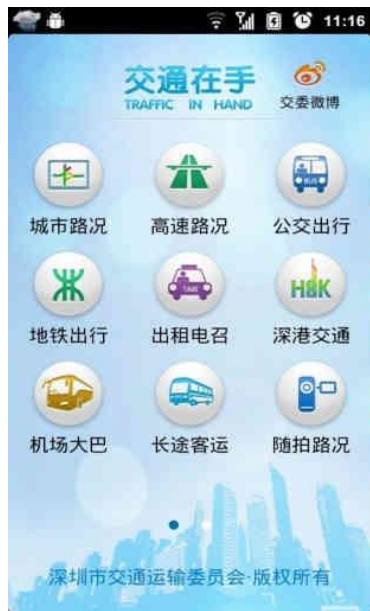 11:16
交通在手
TRAFFIC IN HAND
交委微博
城市路况
高速路况
公交出行
BUS
地铁出行
出租电召
深港交通
TAXI
H&K
机场大巴
长途客运
随拍路况
深圳市交通运输委员会·版权所有